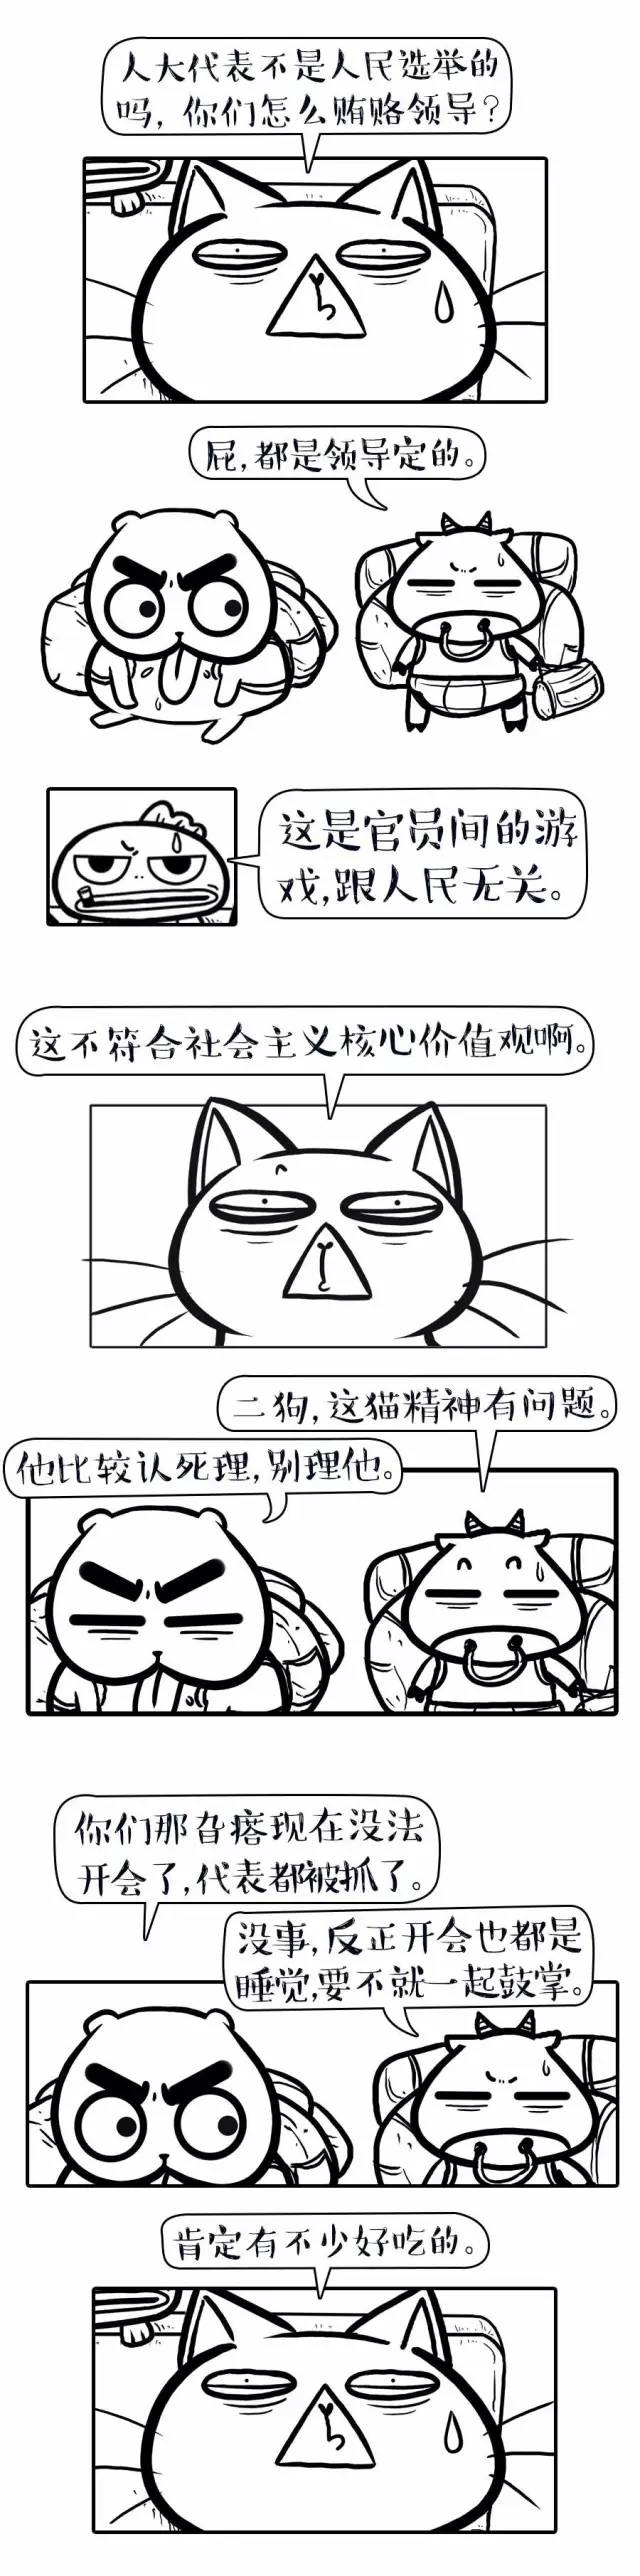 人大代表不是人民选举的
吗，你们怎么贿赂领导？
屁，都是领导定的。
这是官员间的游
戏，跟人民无关。
这不符合社会主义核心价值观啊。
二狗，这猫精神有问题。
他比较认死理，别理他。
你们那旮瘩现在没法
开会了，代表都被抓了。
没事，反正开会也都是
睡觉，要不就一起鼓掌。
肯定有不少好吃的。